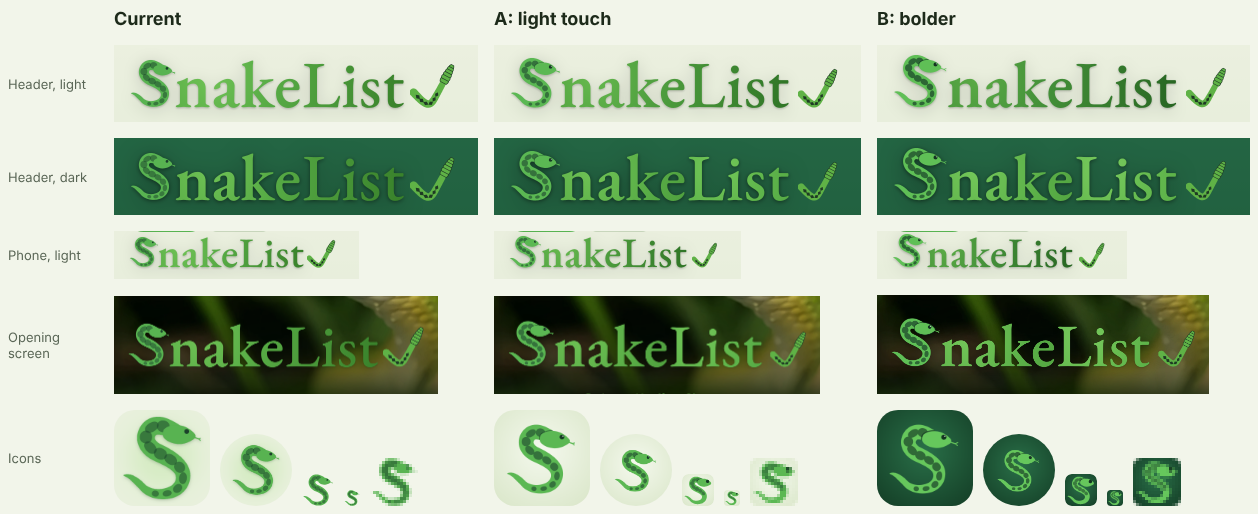 Current A: light touch B: bolder
Header, light SnakeList SnakeList SnakeList
Header, dark SnakeList SnakeList SnakeList
Phone, light SnakeList SnakeList SnakeList
Opening
screen SnakeList SnakeList SnakeList
Icons